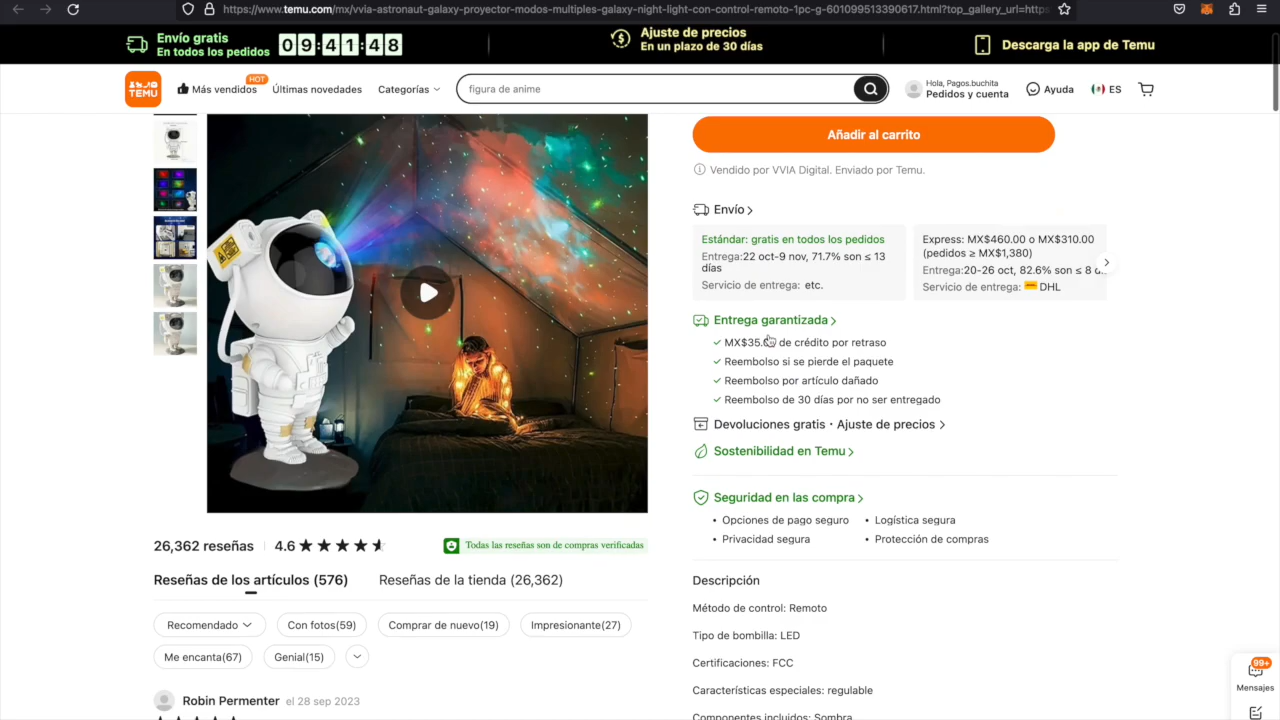 https://www.temu.com/mx/vvia-astronaut-galaxy-proyector-modos-multiples-galaxy-night-light-con-control-remoto-1pc-g-601099513390617.html?top_gallery_url=https
Envío gratis
En todos los pedidos
09:41:48
Ajuste de precios
En un plazo de 30 días
Descarga la app de Temu
TEMU
Más vendidos
HOT
Últimas novedades
Categorías
figura de anime
Hola, Pagos.buchita
Pedidos y cuenta
Ayuda
ES
Añadir al carrito
Vendido por VVIA Digital. Enviado por Temu.
Envío
Estándar: gratis en todos los pedidos
Entrega:22 oct-9 nov, 71.7% son ≤ 13
días
Servicio de entrega: etc.
Express: MX$460.00 o MX$310.00
(pedidos ≥ MX$1,380)
Entrega:20-26 oct, 82.6% son ≤ 8 d...
Servicio de entrega: DHL
Entrega garantizada
✓ MX$35. de crédito por retraso
✓ Reembolso si se pierde el paquete
✓ Reembolso por artículo dañado
✓ Reembolso de 30 días por no ser entregado
Devoluciones gratis · Ajuste de precios
Sostenibilidad en Temu
Seguridad en las compra
• Opciones de pago seguro
• Logística segura
• Privacidad segura
• Protección de compras
26,362 reseñas
4.6
Todas las reseñas son de compras verificadas
Reseñas de los artículos (576)
Reseñas de la tienda (26,362)
Recomendado
Con fotos(59)
Comprar de nuevo(19)
Impresionante(27)
Me encanta(67)
Genial(15)
Robin Permenter
el 28 sep 2023
Descripción
Método de control: Remoto
Tipo de bombilla: LED
Certificaciones: FCC
Características especiales: regulable
Componentes incluidos: Sombra
99+
Mensajes